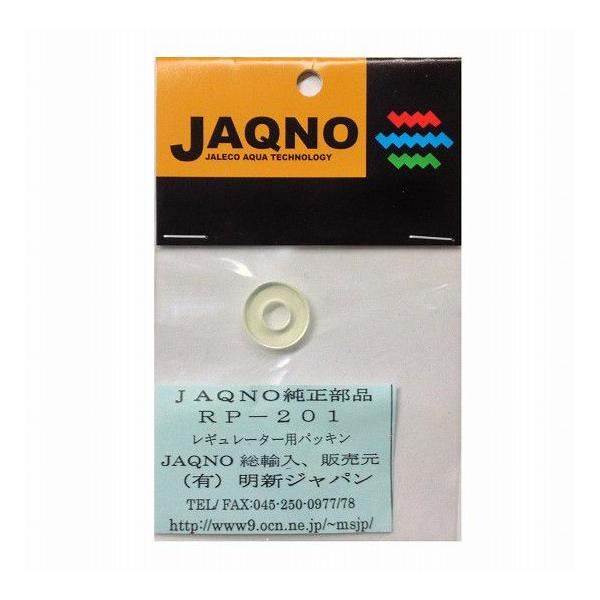 JAQNO
JALECO AQUA TECHNOLOGY
JAQNO純正部品
RP－201
レギュレーター用パッキン
JAQNO 総輸入、販売元
（有）明新ジャパン
TEL/ FAX:045-250-0977/78
http://www9.ocn.ne.jp/~msjp/